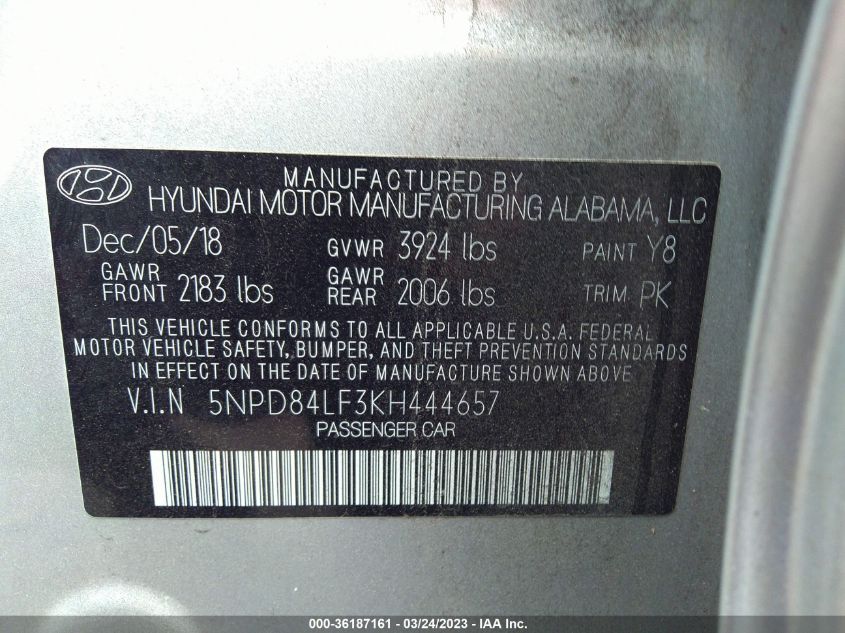 MANUFACTURED BY
HYUNDAI MOTOR MANUFACTURING ALABAMA, LLC
Dec/05/18 GVWR 3924 lbs PAINT Y8
GAWR FRONT 2183 lbs GAWR REAR 2006 lbs TRIM PK
THIS VEHICLE CONFORMS TO ALL APPLICABLE U.S.A. FEDERAL
MOTOR VEHICLE SAFETY, BUMPER, AND THEFT PREVENTION STANDARDS
IN EFFECT ON THE DATE OF MANUFACTURE SHOWN ABOVE
V.I.N 5NPD84LF3KH444657
PASSENGER CAR
000-36187161 - 03/24/2023 - IAA Inc.